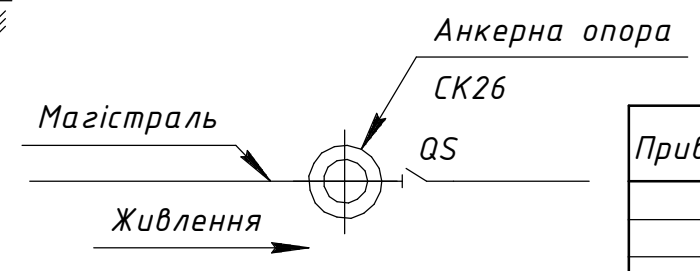 Анкерна опора
СК26
Магістраль
QS
Живлення